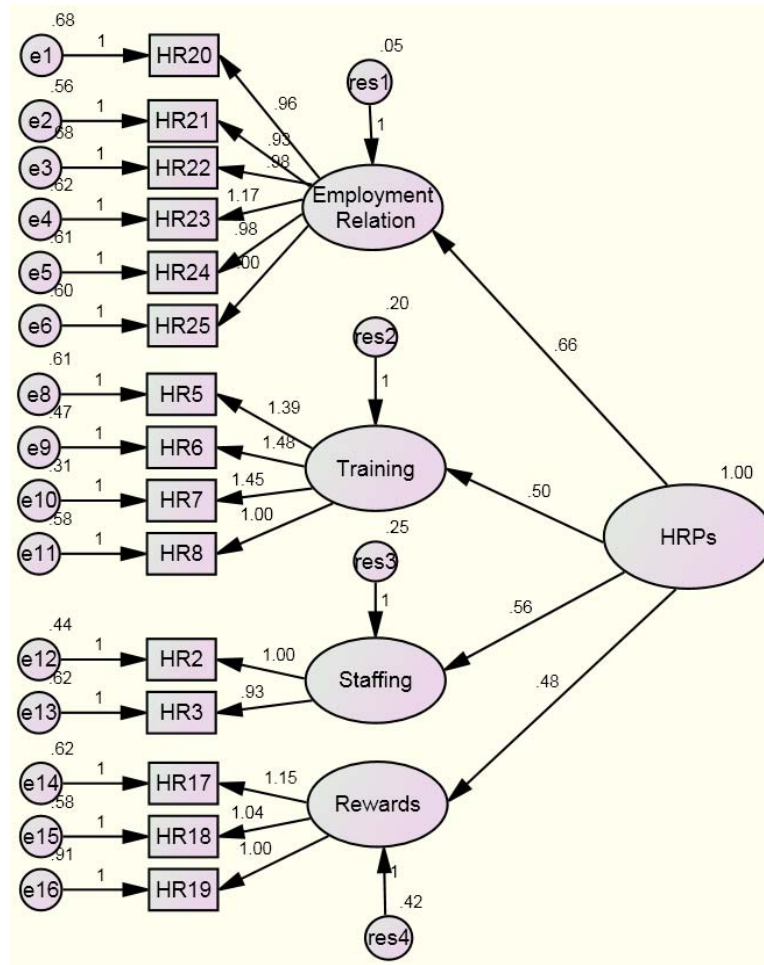 .68
e1
1
HR20
.96
.05
res1
1
.56
e2
1
HR21
.93
.68
e3
1
HR22
.98
Employment
Relation
.62
e4
1
HR23
1.17
.61
e5
1
HR24
.98
.60
e6
1
HR25
.00
.66
.20
res2
1
.61
e8
1
HR5
1.39
.47
e9
1
HR6
1.48
Training
.31
e10
1
HR7
1.45
.58
e11
1
HR8
1.00
.50
1.00
HRPs
.25
res3
1
.56
.44
e12
1
HR2
1.00
Staffing
.62
e13
1
HR3
.93
.48
.62
e14
1
HR17
1.15
Rewards
.58
e15
1
HR18
1.04
.91
e16
1
HR19
1.00
1
.42
res4